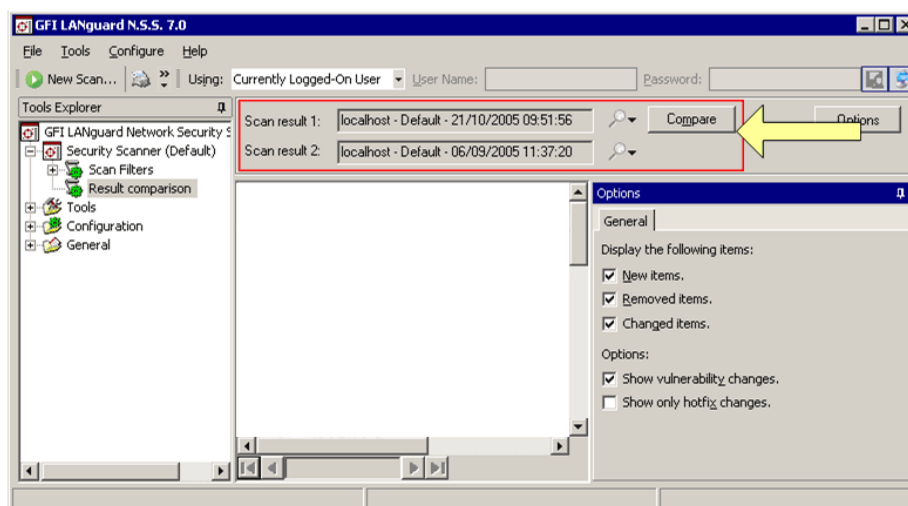 GFI LANguard N.S.S. 7.0
File Tools Configure Help
New Scan... » Using: Currently Logged-On User User Name: Password:
Tools Explorer
GFI LANguard Network Security S
Security Scanner (Default)
Scan Filters
Result comparison
Tools
Configuration
General
Scan result 1: localhost - Default - 21/10/2005 09:51:56 Compare Options
Scan result 2: localhost - Default - 06/09/2005 11:37:20
Options
General
Display the following items:
New items.
Removed items.
Changed items.
Options:
Show vulnerability changes.
Show only hotfix changes.